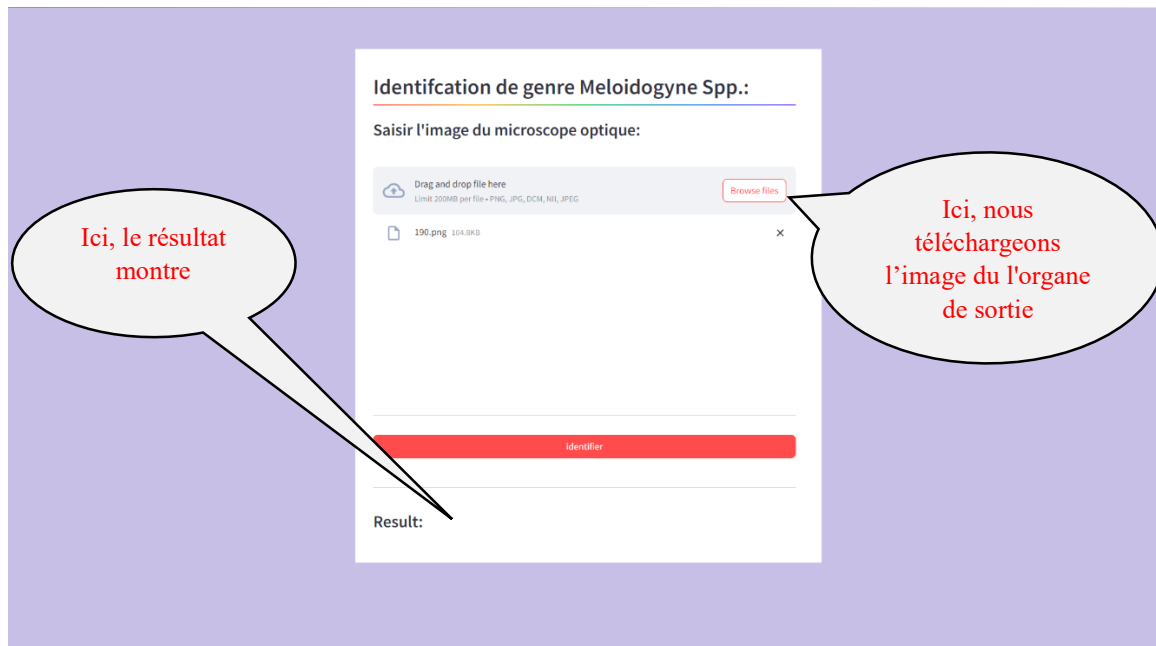 Identifcation de genre Meloidogyne Spp.:
Saisir l'image du microscope optique:
Drag and drop file here
Limit 200MB per file • PNG, JPG, DCM, NII, JPEG
Browse files
190.png 104.8KB
Ici, le résultat
montre
Ici, nous
téléchargeons
l’image du l'organe
de sortie
identifier
Result: